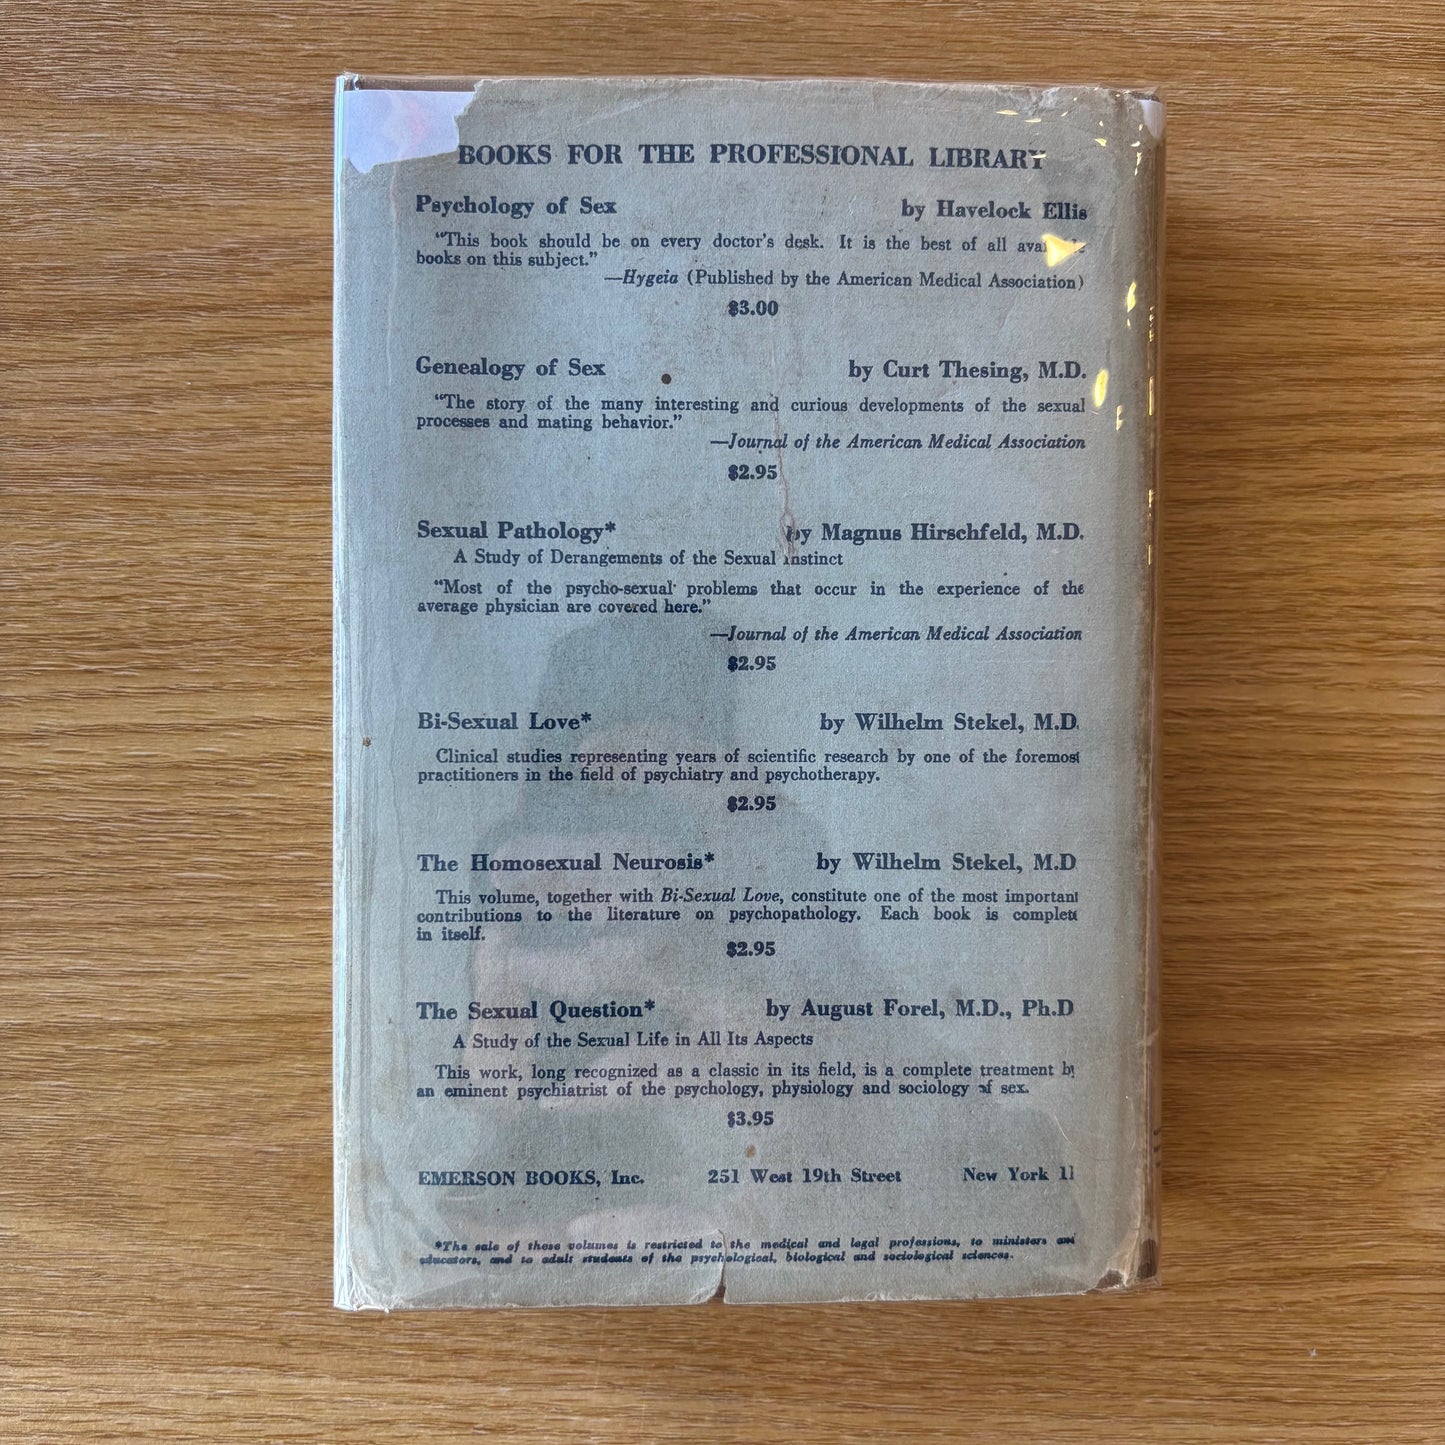 BOOKS FOR THE PROFESSIONAL LIBRARY
Psychology of Sex by Havelock Ellis
"This book should be on every doctor's desk. It is the best of all
books on this subject."
—Hygeia (Published by the American Medical Association)
$3.00
Genealogy of Sex by Curt Thesing, M.D.
"The story of the many interesting and curious developments of the sexual
processes and mating behavior."
—Journal of the American Medical Association
$2.95
Sexual Pathology* by Magnus Hirschfeld, M.D.
A Study of Derangements of the Sexual Instinct
"Most of the psycho-sexual problems that occur in the experience of the
average physician are covered here."
—Journal of the American Medical Association
$2.95
Bi-Sexual Love* by Wilhelm Stekel, M.D.
Clinical studies representing years of scientific research by one of the foremost
practitioners in the field of psychiatry and psychotherapy.
$2.95
The Homosexual Neurosis* by Wilhelm Stekel, M.D
This volume, together with Bi-Sexual Love, constitute one of the most important
contributions to the literature on psychopathology. Each book is complete
in itself.
$2.95
The Sexual Question* by August Forel, M.D., Ph.D
A Study of the Sexual Life in All Its Aspects
This work, long recognized as a classic in its field, is a complete treatment by
an eminent psychiatrist of the psychology, physiology and sociology of sex.
$3.95
EMERSON BOOKS, Inc. 251 West 19th Street New York 11
*The sale of these volumes is restricted to the medical and legal professions, to ministers and
educators, and to adult students of the psychological, biological and sociological sciences.